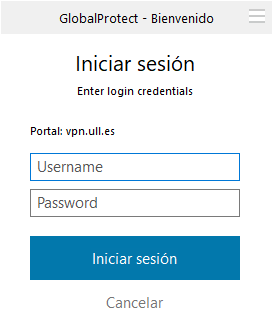 GlobalProtect - Bienvenido
Iniciar sesión
Enter login credentials
Portal: vpn.ull.es
Username
Password
Iniciar sesión
Cancelar